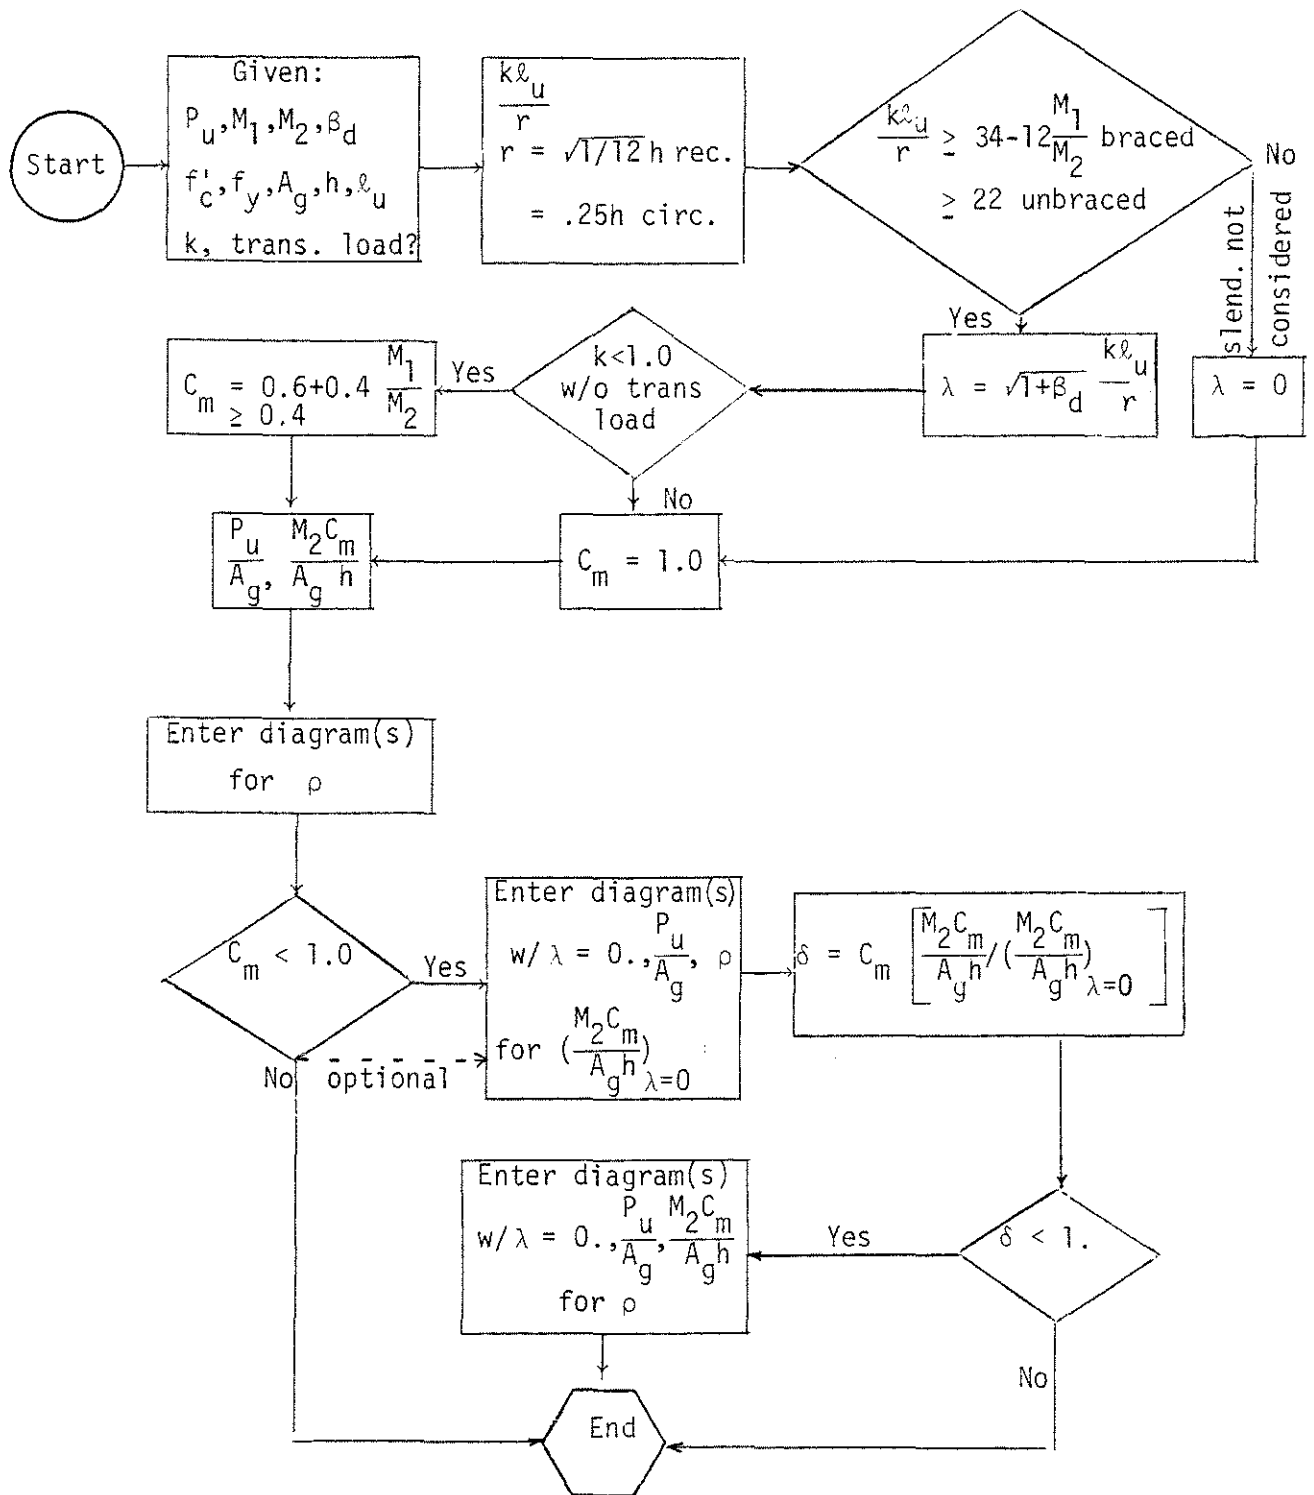 Start
Given:
P_u, M_1, M_2, β_d
f'_c, f_y, A_g, h, ℓ_u
k, trans. load?
kℓ_u/r
r = √1/12 h rec.
= .25h circ.
kℓ_u/r ≥ 34-12 M_1/M_2 braced
≥ 22 unbraced
No
slend. not
considered
Yes
λ = 0
λ = √1+β_d kℓ_u/r
k<1.0
w/o trans
load
Yes
C_m = 0.6+0.4 M_1/M_2
≥ 0.4
No
C_m = 1.0
P_u/A_g, M_2C_m/A_g h
Enter diagram(s)
for ρ
C_m < 1.0
Yes
No optional
Enter diagram(s)
w/ λ = 0., P_u/A_g, ρ
for (M_2C_m/A_gh)_λ=0
δ = C_m [M_2C_m/A_gh/(M_2C_m/A_gh)_λ=0]
δ < 1.
Yes
Enter diagram(s)
w/ λ = 0., P_u/A_g, M_2C_m/A_gh
for ρ
No
End